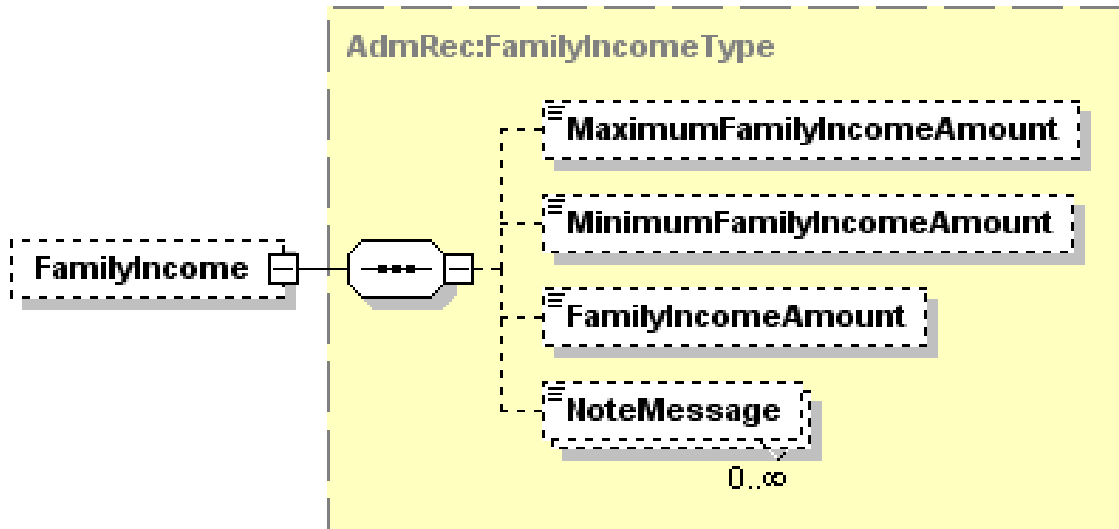 AdmRec:FamilyIncomeType
MaximumFamilyIncomeAmount
MinimumFamilyIncomeAmount
FamilyIncome
FamilyIncomeAmount
NoteMessage
0..∞